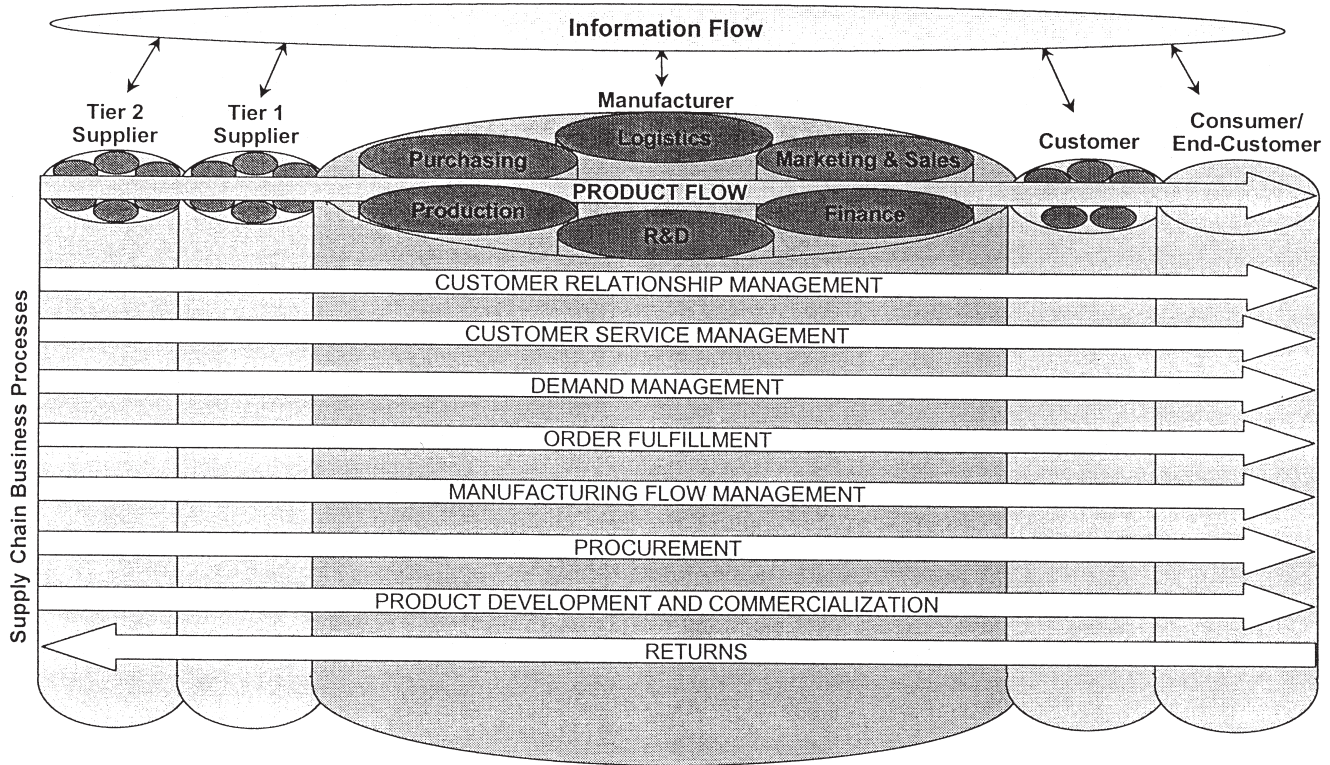 Information Flow
Tier 2
Supplier
Tier 1
Supplier
Manufacturer
Customer
Consumer/
End-Customer
Logistics
Purchasing
Marketing & Sales
PRODUCT FLOW
Production
Finance
R&D
Supply Chain Business Processes
CUSTOMER RELATIONSHIP MANAGEMENT
CUSTOMER SERVICE MANAGEMENT
DEMAND MANAGEMENT
ORDER FULFILLMENT
MANUFACTURING FLOW MANAGEMENT
PROCUREMENT
PRODUCT DEVELOPMENT AND COMMERCIALIZATION
RETURNS